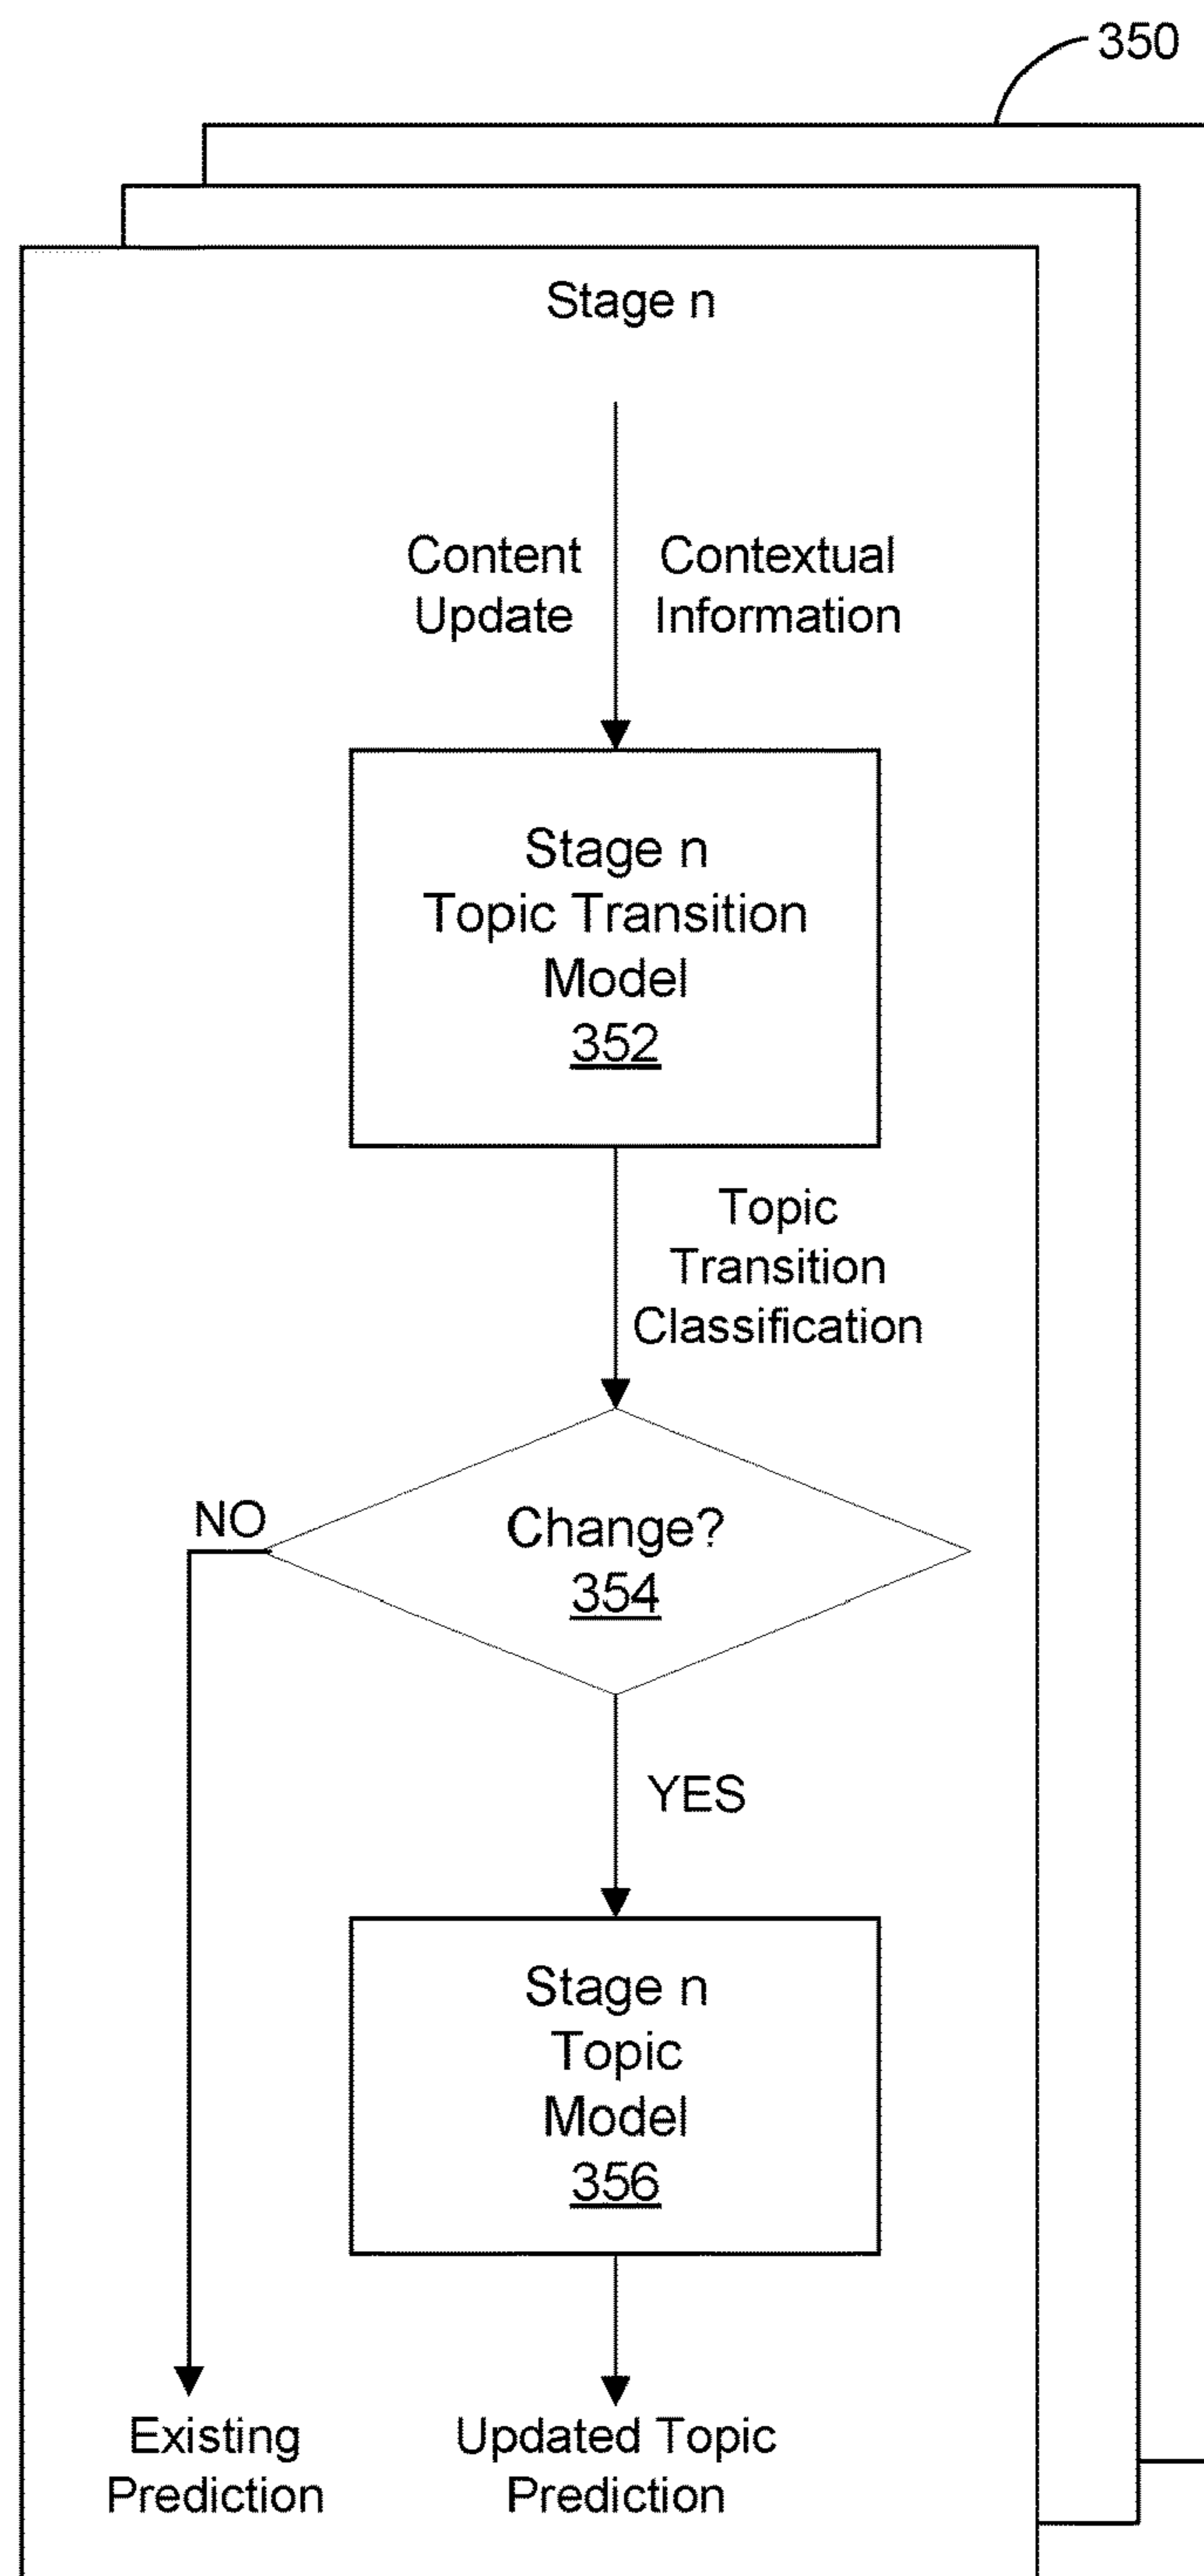 350
Stage n
Content
Update
Contextual
Information
Stage n
Topic Transition
Model
352
Topic
Transition
Classification
NO
Change?
354
YES
Stage n
Topic
Model
356
Existing
Prediction
Updated Topic
Prediction